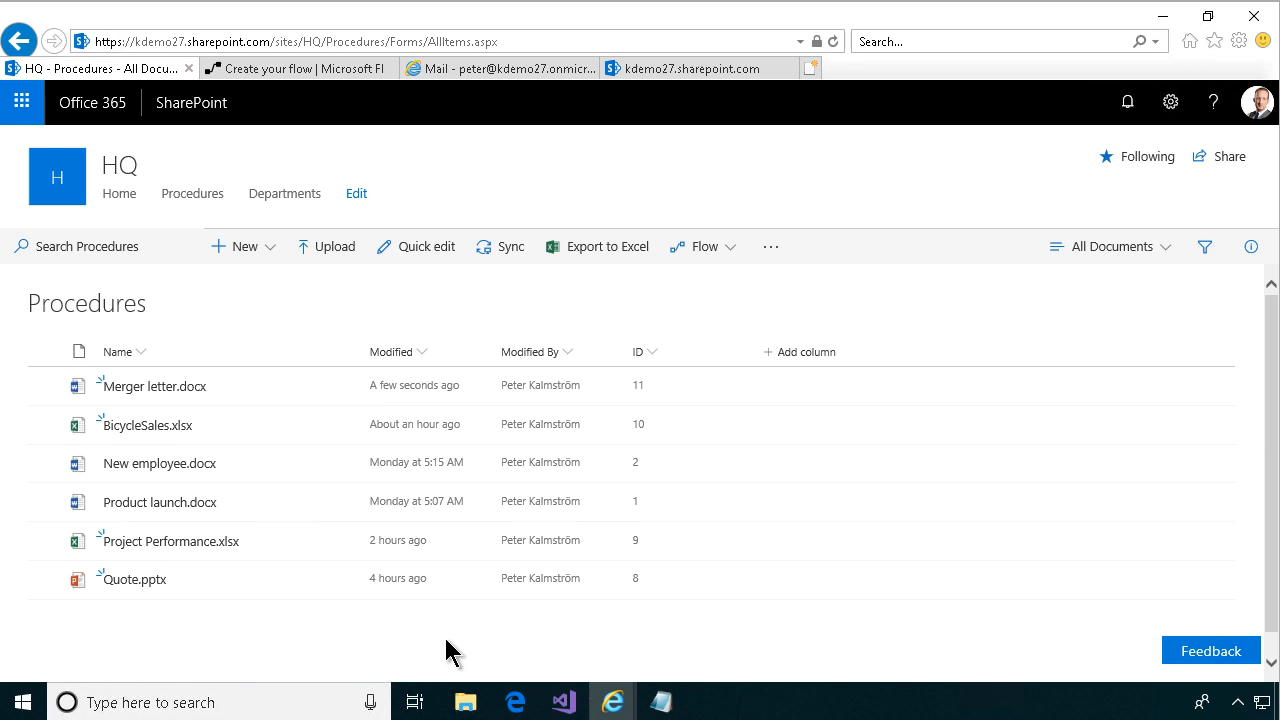 https://kdemo27.sharepoint.com/sites/HQ/Procedures/Forms/AllItems.aspx
Search...
HQ - Procedures - All Docu...
Create your flow | Microsoft Fl
Mail - peter@kdemo27.onmicr...
kdemo27.sharepoint.com
Office 365
SharePoint
H
HQ
Following
Share
Home
Procedures
Departments
Edit
Search Procedures
New
Upload
Quick edit
Sync
Export to Excel
Flow
...
All Documents
Procedures
Name
Modified
Modified By
ID
+ Add column
Merger letter.docx
A few seconds ago
Peter Kalmström
11
BicycleSales.xlsx
About an hour ago
Peter Kalmström
10
New employee.docx
Monday at 5:15 AM
Peter Kalmström
2
Product launch.docx
Monday at 5:07 AM
Peter Kalmström
1
Project Performance.xlsx
2 hours ago
Peter Kalmström
9
Quote.pptx
4 hours ago
Peter Kalmström
8
Feedback
Type here to search